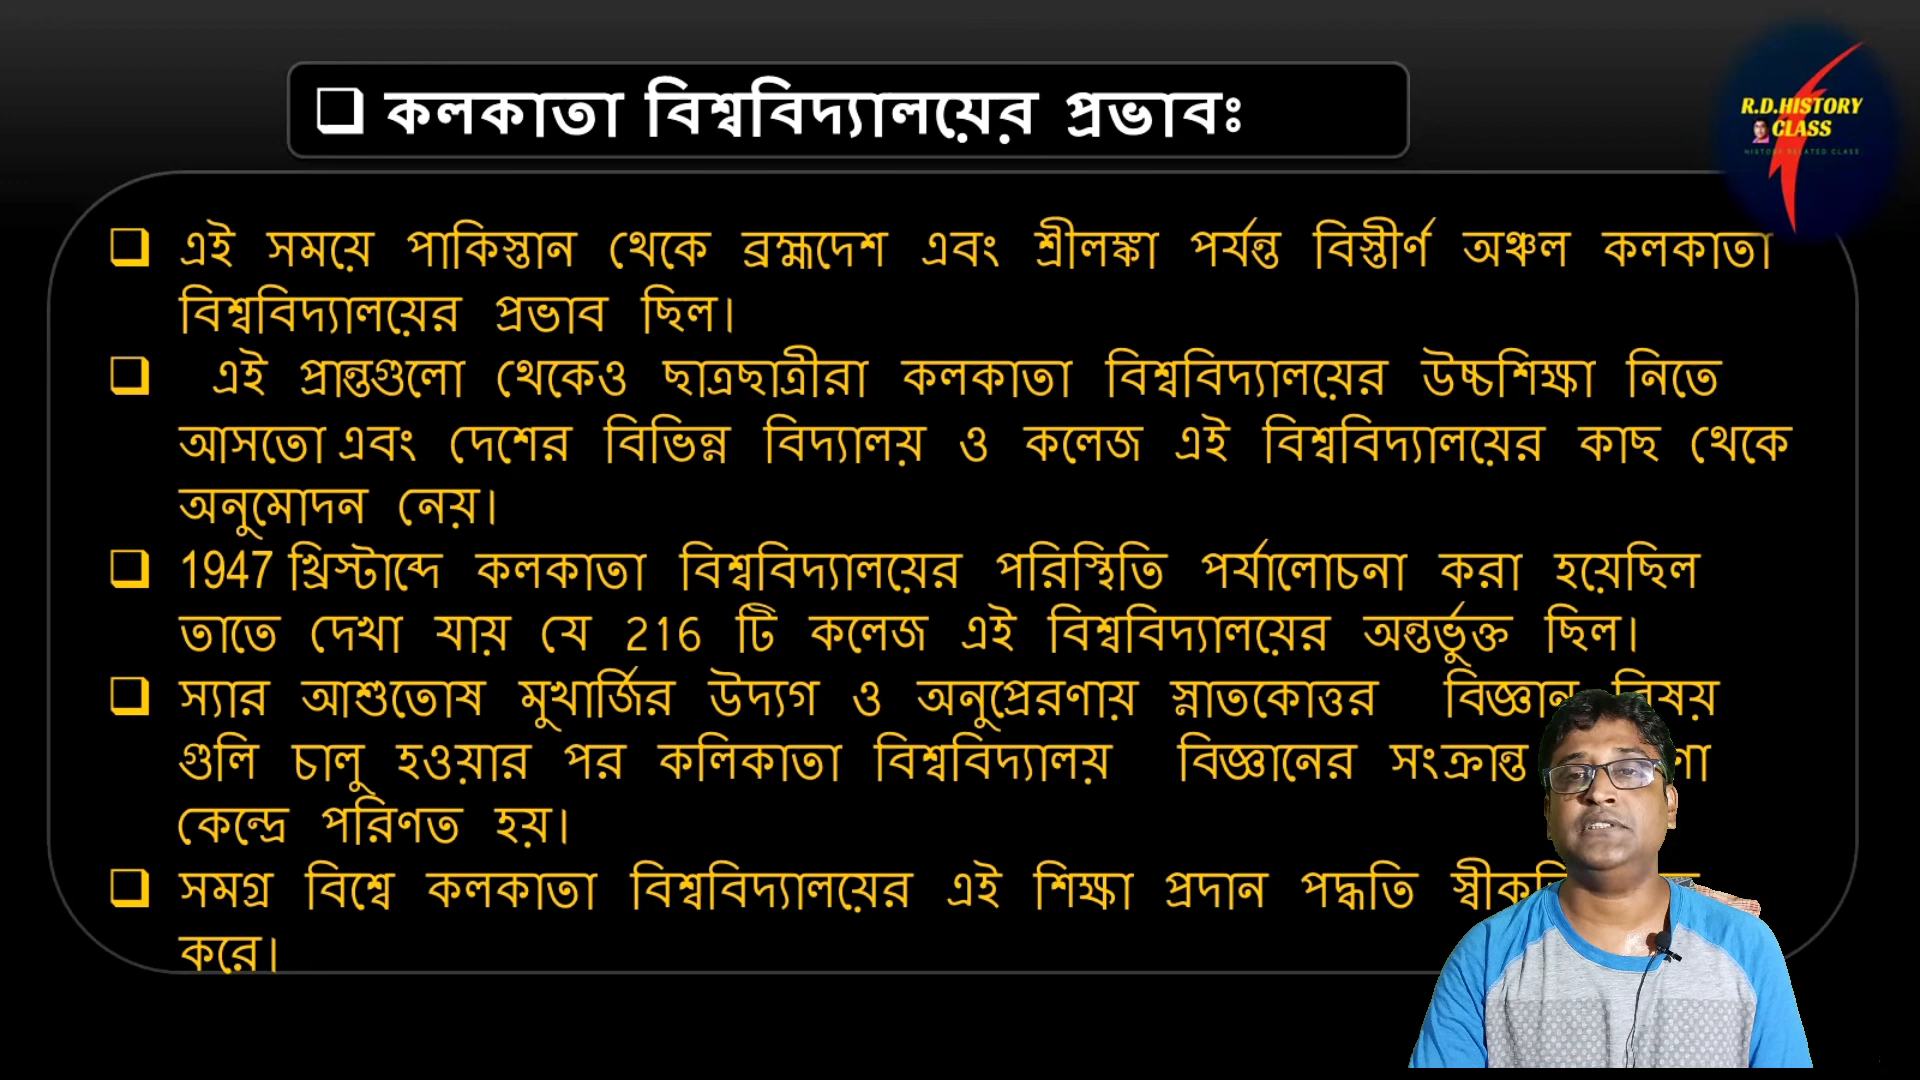 ❑ কলকাতা বিশ্ববিদ্যালয়ের প্রভাবঃ
R.D.HISTORY
CLASS
HISTORY RELATED CLASS
❑ এই সময়ে পাকিস্তান থেকে ব্রহ্মদেশ এবং শ্রীলঙ্কা পর্যন্ত বিস্তীর্ণ অঞ্চল কলকাতা
বিশ্ববিদ্যালয়ের প্রভাব ছিল।
❑ এই প্রান্তগুলো থেকেও ছাত্রছাত্রীরা কলকাতা বিশ্ববিদ্যালয়ের উচ্চশিক্ষা নিতে
আসতো এবং দেশের বিভিন্ন বিদ্যালয় ও কলেজ এই বিশ্ববিদ্যালয়ের কাছ থেকে
অনুমোদন নেয়।
❑ 1947 খ্রিস্টাব্দে কলকাতা বিশ্ববিদ্যালয়ের পরিস্থিতি পর্যালোচনা করা হয়েছিল
তাতে দেখা যায় যে 216 টি কলেজ এই বিশ্ববিদ্যালয়ের অন্তর্ভুক্ত ছিল।
❑ স্যার আশুতোষ মুখার্জির উদ্যগ ও অনুপ্রেরণায় স্নাতকোত্তর বিজ্ঞান বিষয়
গুলি চালু হওয়ার পর কলিকাতা বিশ্ববিদ্যালয় বিজ্ঞানের সংক্রান্ত
কেন্দ্রে পরিণত হয়।
❑ সমগ্র বিশ্বে কলকাতা বিশ্ববিদ্যালয়ের এই শিক্ষা প্রদান পদ্ধতি
করে।